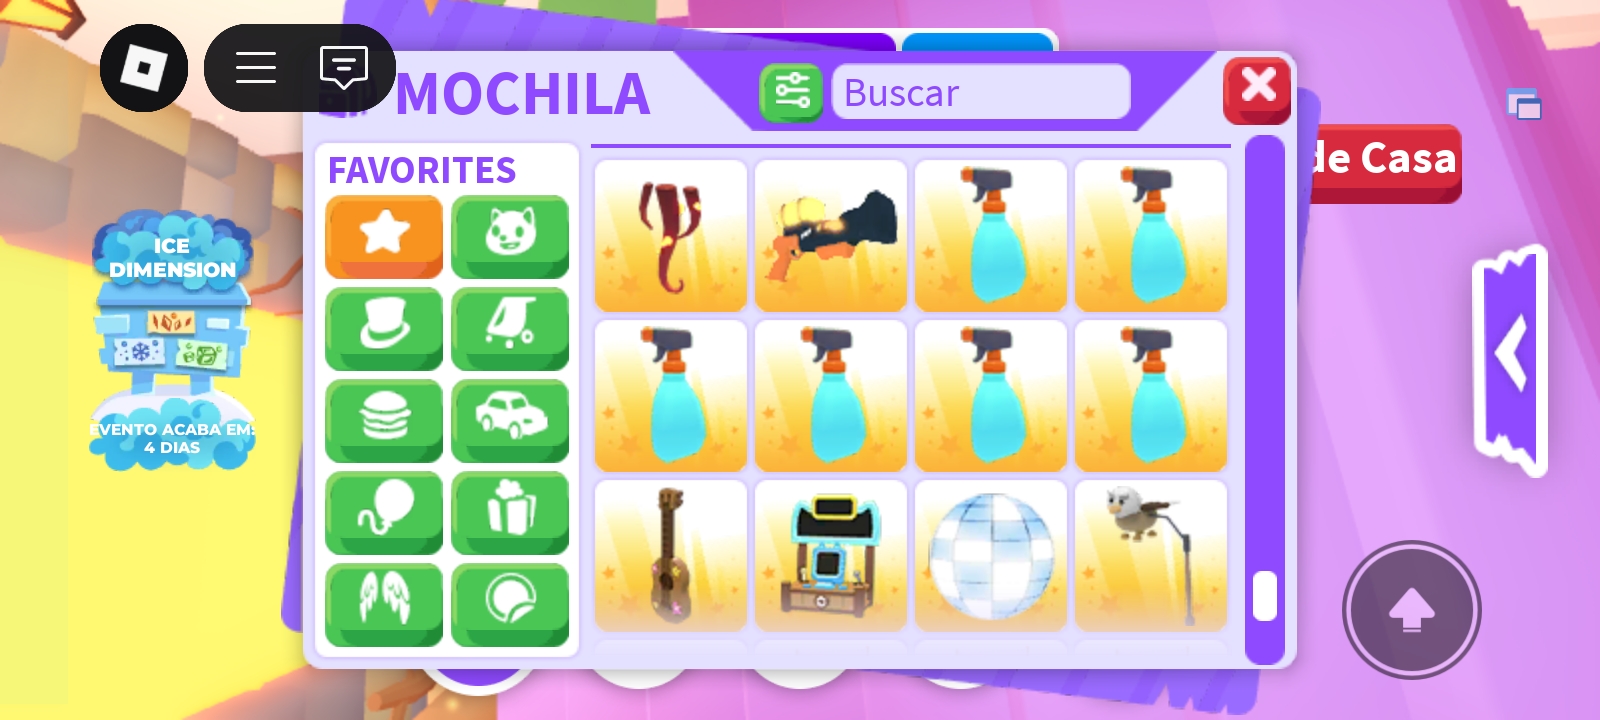 MOCHILA
Buscar
FAVORITES
de Casa
ICE
DIMENSION
EVENTO ACABA EM:
4 DIAS